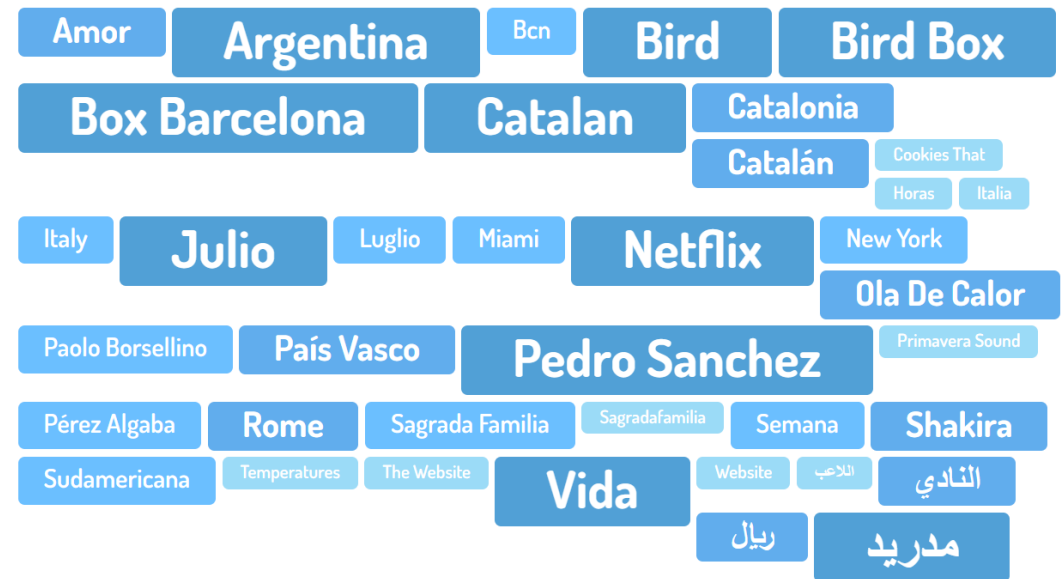 Amor Argentina Bcn Bird Bird Box
Box Barcelona Catalan Catalonia
Catalán Cookies That
Horas Italia
Italy Julio Luglio Miami Netflix New York
Ola De Calor
Paolo Borsellino País Vasco Pedro Sanchez Primavera Sound
Pérez Algaba Rome Sagrada Familia Sagradafamilia Semana Shakira
Sudamericana Temperatures The Website Vida Website اللاعب النادي
ريال مدريد